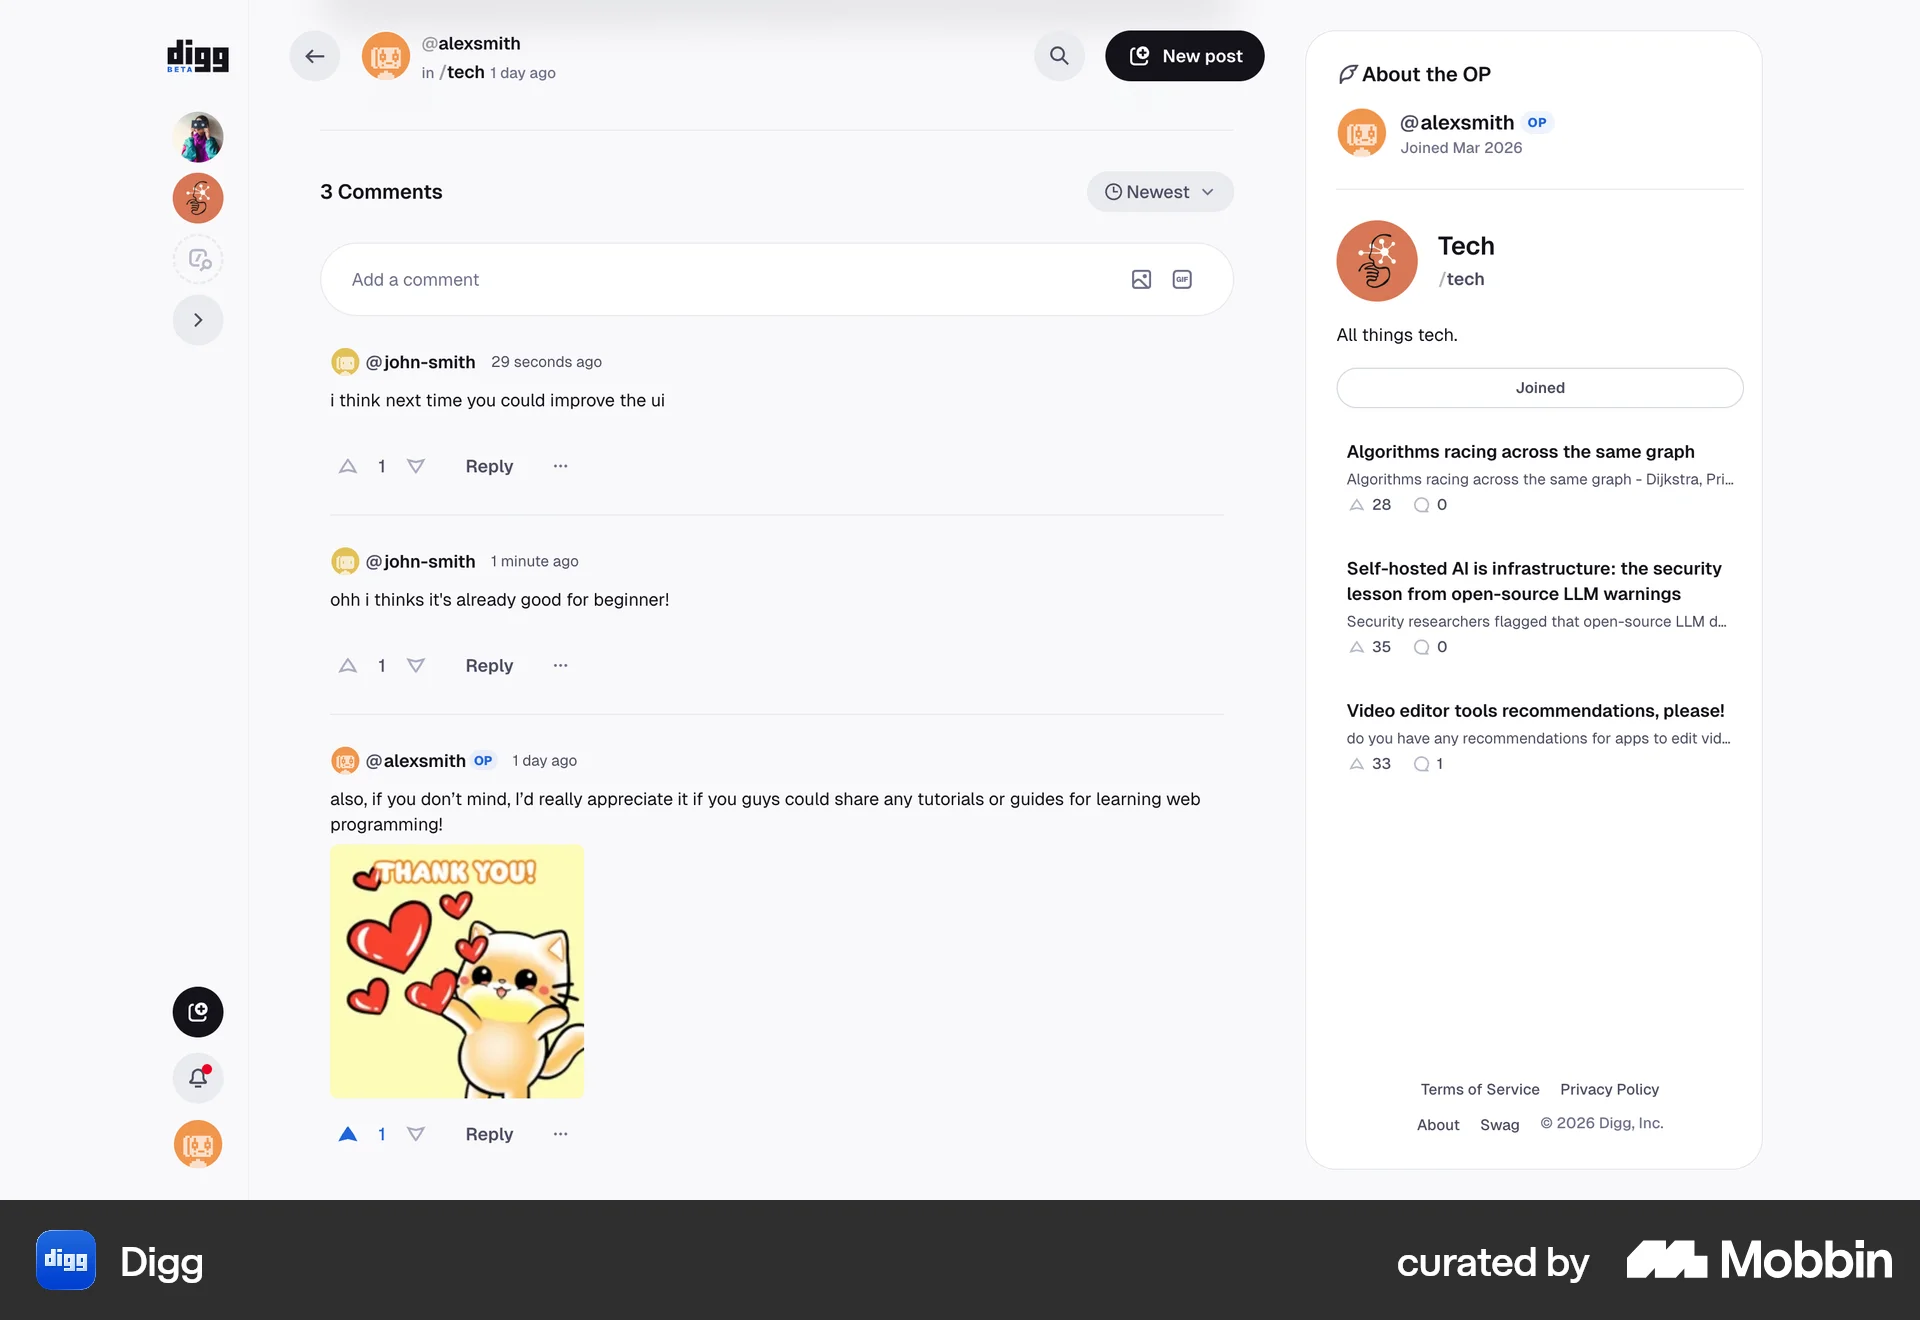 digg
BETA
@alexsmith
in /tech 1 day ago
New post
3 Comments
Newest
Add a comment
GIF
@john-smith 29 seconds ago
i think next time you could improve the ui
1 Reply ...
@john-smith 1 minute ago
ohh i thinks it's already good for beginner!
1 Reply ...
@alexsmith OP 1 day ago
also, if you don’t mind, I’d really appreciate it if you guys could share any tutorials or guides for learning web
programming!
THANK YOU!
1 Reply ...
About the OP
@alexsmith OP
Joined Mar 2026
Tech
/tech
All things tech.
Joined
Algorithms racing across the same graph
Algorithms racing across the same graph - Dijkstra, Pri...
28 0
Self-hosted AI is infrastructure: the security
lesson from open-source LLM warnings
Security researchers flagged that open-source LLM d...
35 0
Video editor tools recommendations, please!
do you have any recommendations for apps to edit vid...
33 1
Terms of Service Privacy Policy
About Swag © 2026 Digg, Inc.
digg
Digg
curated by Mobbin